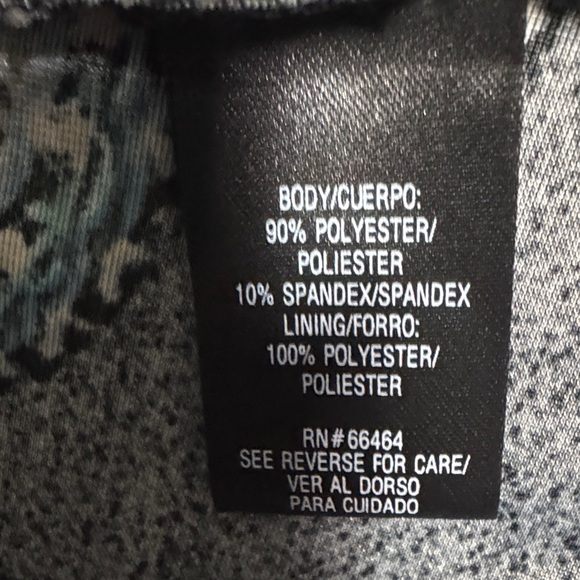 BODY/CUERPO:
90% POLYESTER/
POLIESTER
10% SPANDEX/SPANDEX
LINING/FORRO:
100% POLYESTER/
POLIESTER
RN#66464
SEE REVERSE FOR CARE/
VER AL DORSO
PARA CUIDADO